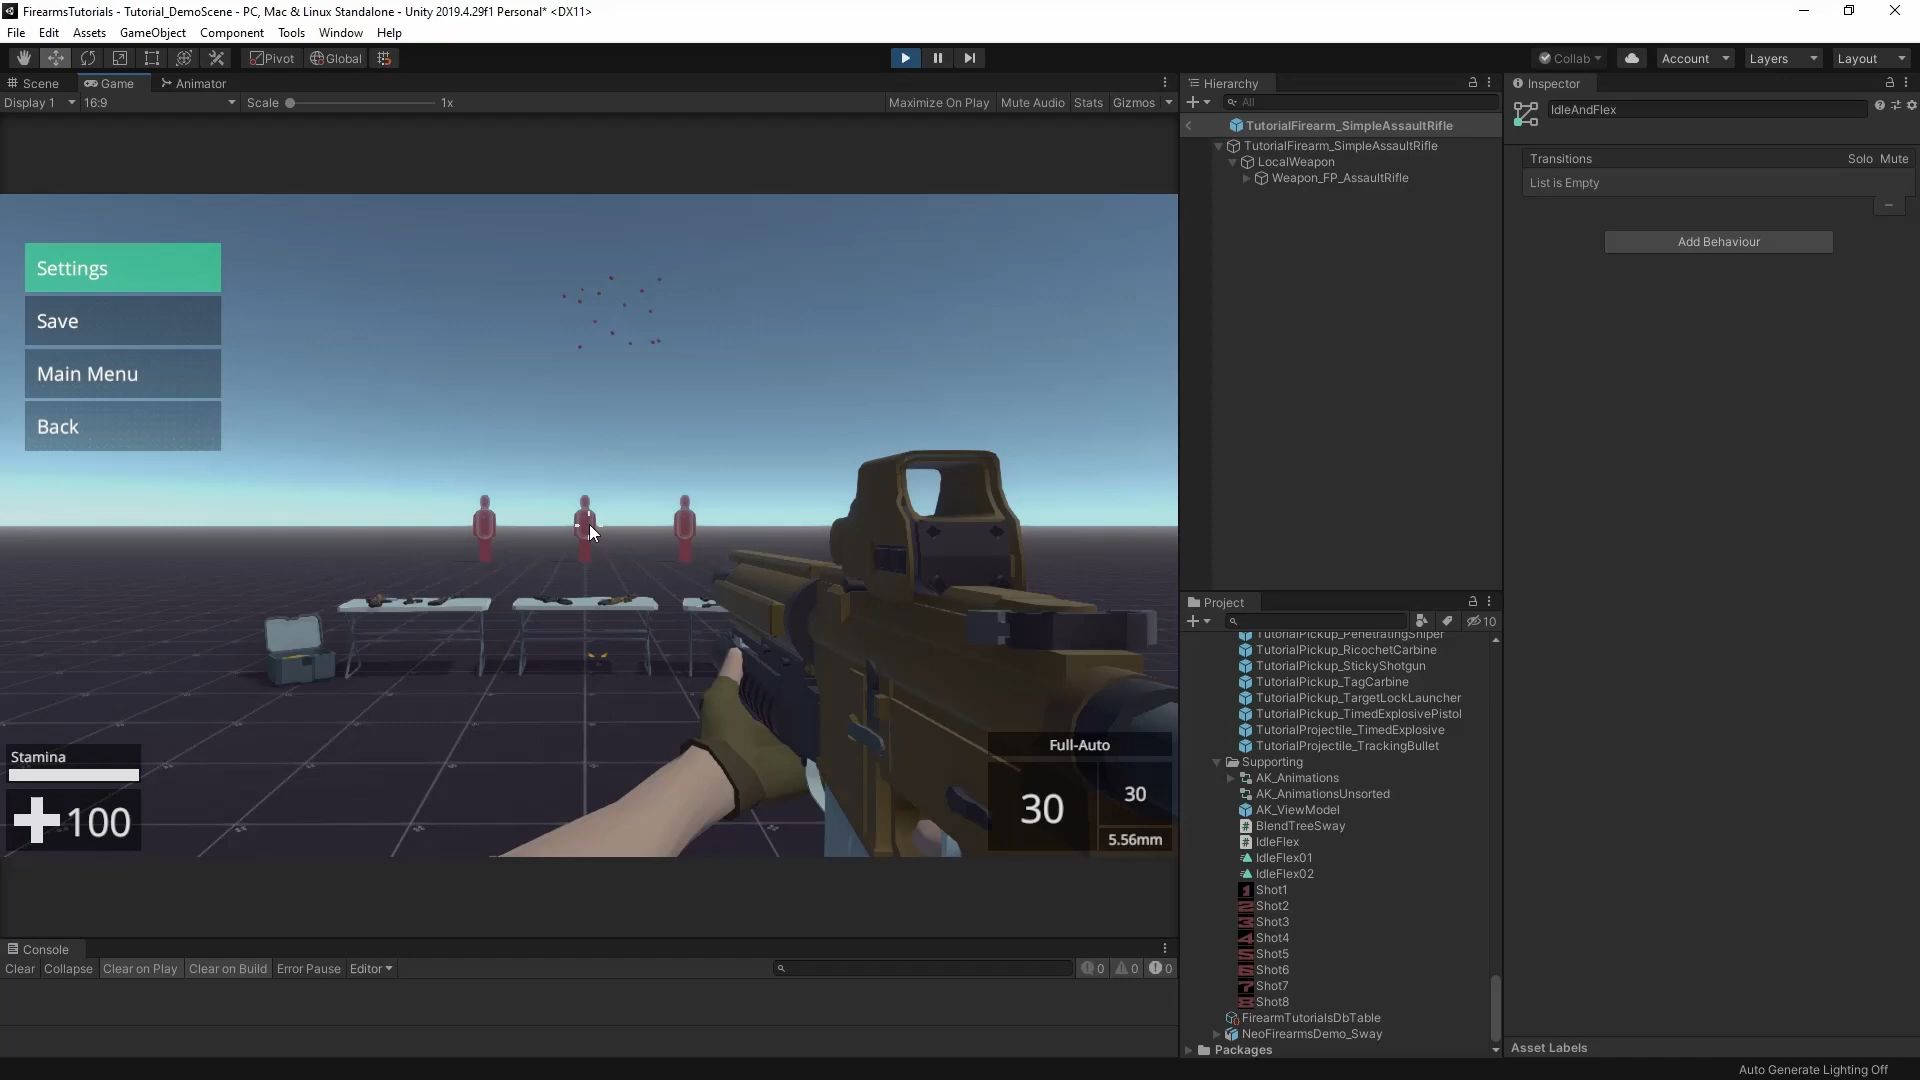 FirearmsTutorials - Tutorial_DemoScene - PC, Mac & Linux Standalone - Unity 2019.4.29f1 Personal* <DX11>
File Edit Assets GameObject Component Tools Window Help
Pivot Global Collab Account Layers Layout
Scene Game Animator
Display 1 16:9 Scale 1x Maximize On Play Mute Audio Stats Gizmos
Settings
Save
Main Menu
Back
Stamina
100
Full-Auto
30
30
5.56mm
Console
Clear Collapse Clear on Play Clear on Build Error Pause Editor 0 0 0
Hierarchy
All
TutorialFirearm_SimpleAssaultRifle
TutorialFirearm_SimpleAssaultRifle
LocalWeapon
Weapon_FP_AssaultRifle
Project
10
TutorialPickup_PenetratingSniper
TutorialPickup_RicochetCarbine
TutorialPickup_StickyShotgun
TutorialPickup_TagCarbine
TutorialPickup_TargetLockLauncher
TutorialPickup_TimedExplosivePistol
TutorialProjectile_TimedExplosive
TutorialProjectile_TrackingBullet
Supporting
AK_Animations
AK_AnimationsUnsorted
AK_ViewModel
BlendTreeSway
IdleFlex
IdleFlex01
IdleFlex02
Shot1
Shot2
Shot3
Shot4
Shot5
Shot6
Shot7
Shot8
FirearmTutorialsDbTable
NeoFirearmsDemo_Sway
Packages
Inspector
IdleAndFlex
Transitions Solo Mute
List is Empty
Add Behaviour
Asset Labels
Auto Generate Lighting Off